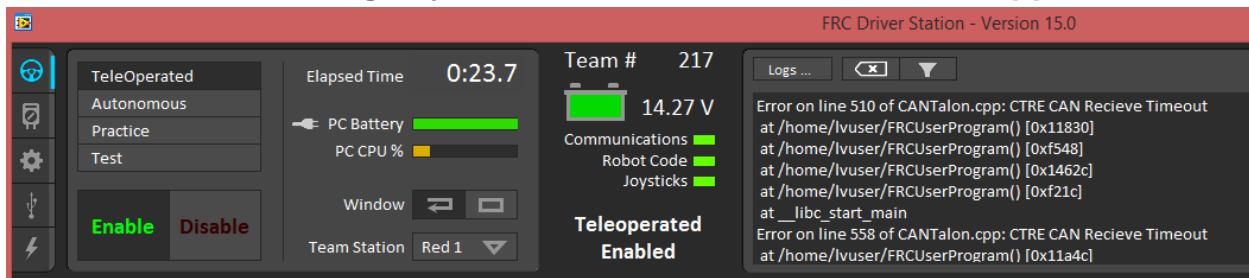 FRC Driver Station - Version 15.0
TeleOperated
Autonomous
Practice
Test
Enable Disable
Elapsed Time 0:23.7
PC Battery
PC CPU %
Window
Team Station Red 1
Team # 217
14.27 V
Communications
Robot Code
Joysticks
Teleoperated
Enabled
Logs ...
Error on line 510 of CANTalon.cpp: CTRE CAN Recieve Timeout
at /home/lvuser/FRCUserProgram() [0x11830]
at /home/lvuser/FRCUserProgram() [0xf548]
at /home/lvuser/FRCUserProgram() [0x1462c]
at /home/lvuser/FRCUserProgram() [0xf21c]
at __libc_start_main
Error on line 558 of CANTalon.cpp: CTRE CAN Recieve Timeout
at /home/lvuser/FRCUserProgram() [0x11a4c]